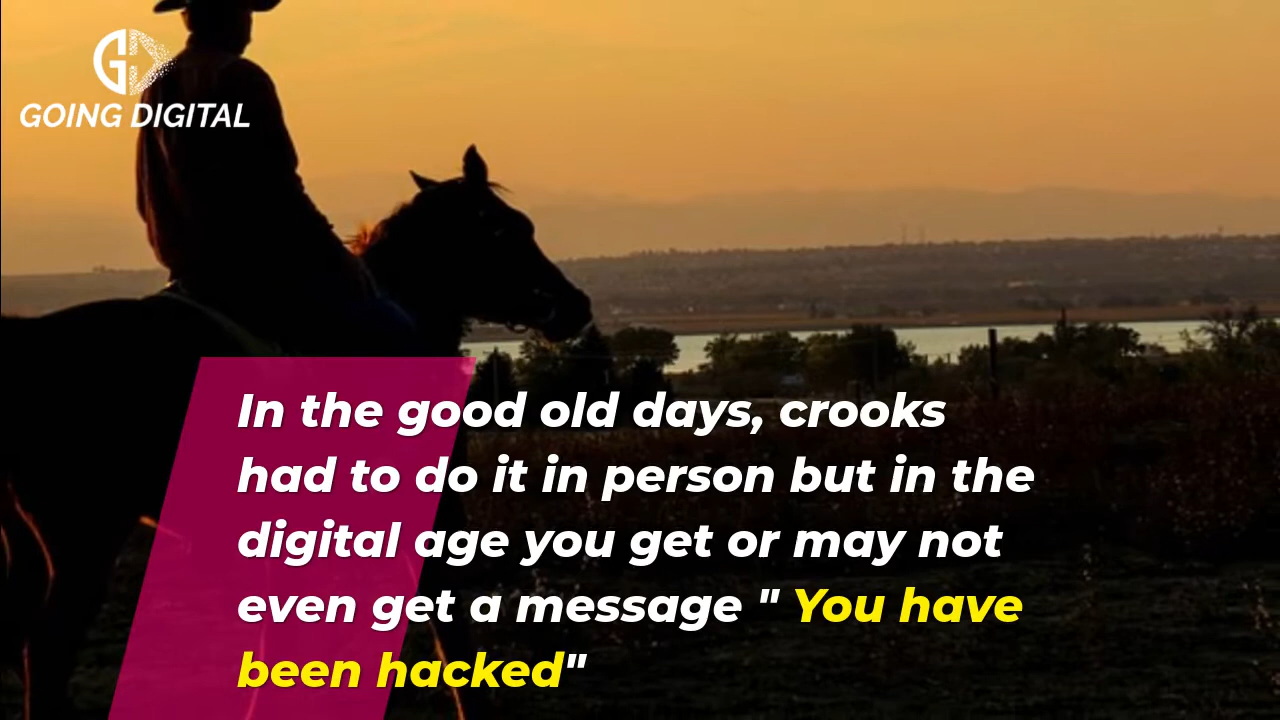 GOING DIGITAL
In the good old days, crooks
had to do it in person but in the
digital age you get or may not
even get a message " You have
been hacked"